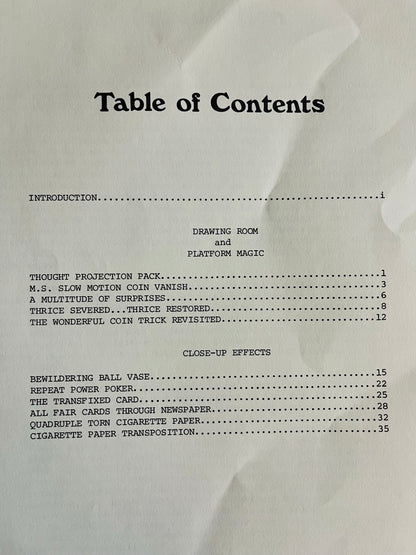 Table of Contents
INTRODUCTION..................................................i
DRAWING ROOM
and
PLATFORM MAGIC
THOUGHT PROJECTION PACK.......................................1
M.S. SLOW MOTION COIN VANISH..................................3
A MULTITUDE OF SURPRISES......................................6
THRICE SEVERED...THRICE RESTORED..............................8
THE WONDERFUL COIN TRICK REVISITED...........................12
CLOSE-UP EFFECTS
BEWILDERING BALL VASE........................................15
REPEAT POWER POKER...........................................22
THE TRANSFIXED CARD..........................................25
ALL FAIR CARDS THROUGH NEWSPAPER.............................28
QUADRUPLE TORN CIGARETTE PAPER...............................32
CIGARETTE PAPER TRANSPOSITION................................35